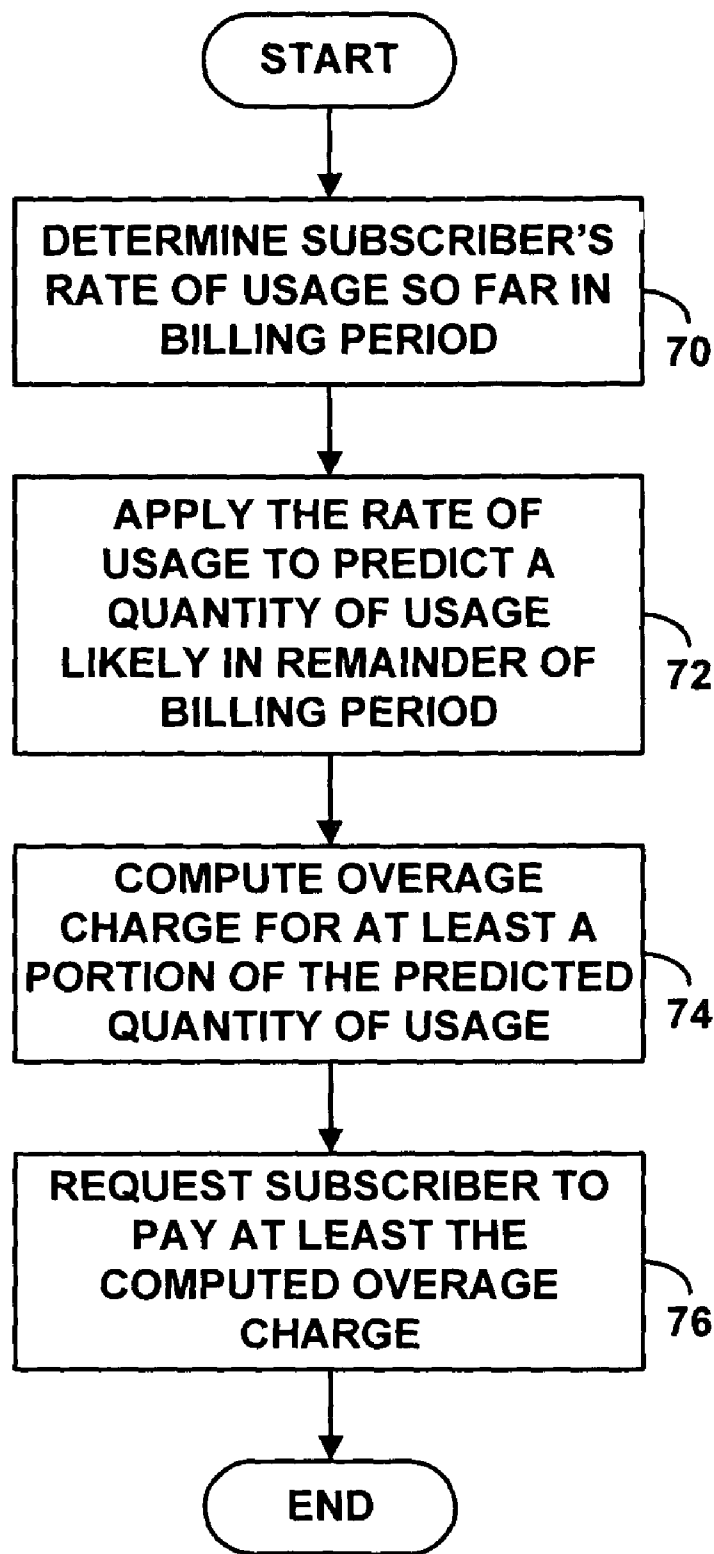 START
DETERMINE SUBSCRIBER'S
RATE OF USAGE SO FAR IN
BILLING PERIOD
70
APPLY THE RATE OF
USAGE TO PREDICT A
QUANTITY OF USAGE
LIKELY IN REMAINDER OF
BILLING PERIOD
72
COMPUTE OVERAGE
CHARGE FOR AT LEAST A
PORTION OF THE PREDICTED
QUANTITY OF USAGE
74
REQUEST SUBSCRIBER TO
PAY AT LEAST THE
COMPUTED OVERAGE
CHARGE
76
END